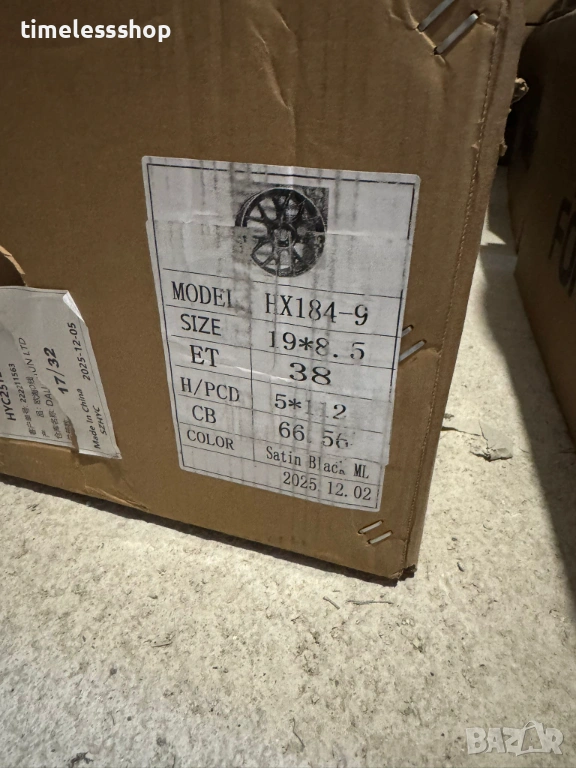 timelessshop
MODEL HX184-9
SIZE 19*8.5
ET 38
H/PCD 5*112
CB 66.56
COLOR Satin Black ML
2025.12.02
17/32
Made In China 2025-12-05
SZHYC
BAZAR